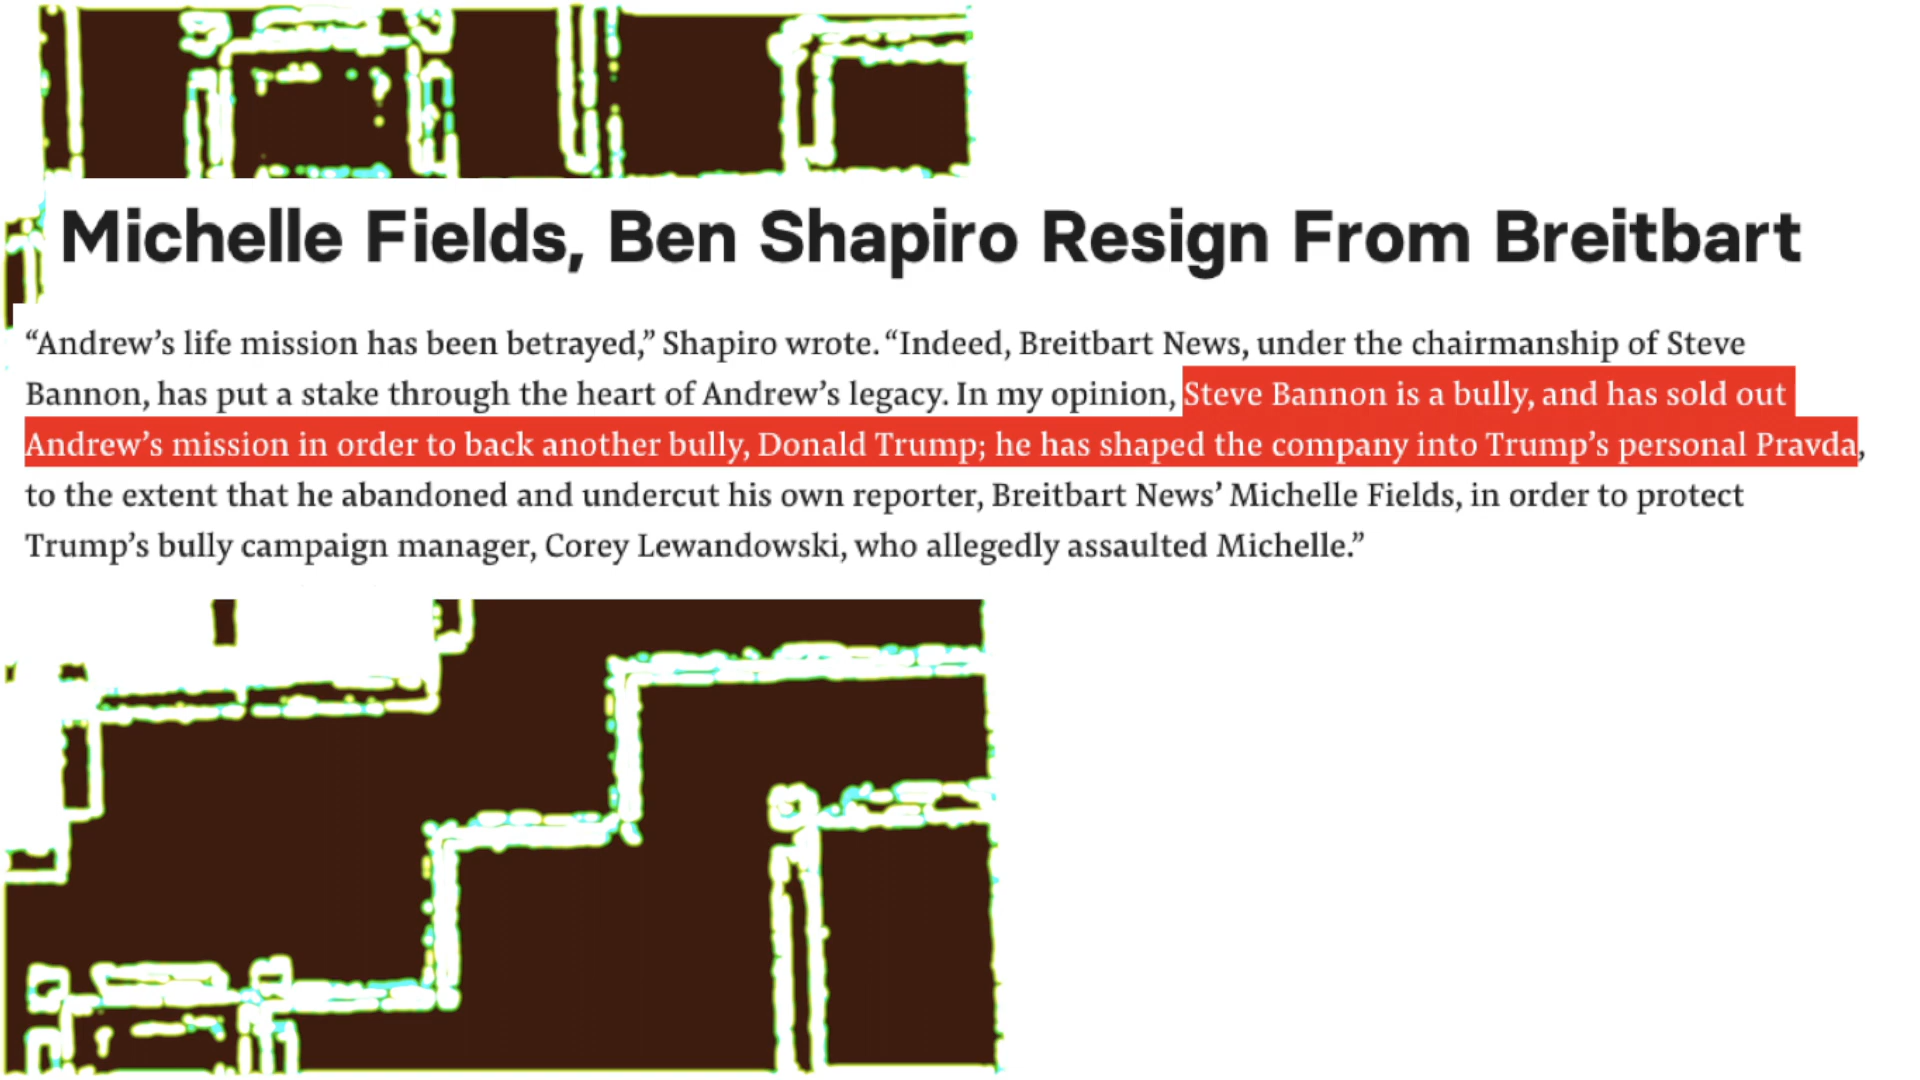 Michelle Fields, Ben Shapiro Resign From Breitbart
“Andrew’s life mission has been betrayed,” Shapiro wrote. “Indeed, Breitbart News, under the chairmanship of Steve
Bannon, has put a stake through the heart of Andrew’s legacy. In my opinion, Steve Bannon is a bully, and has sold out
Andrew’s mission in order to back another bully, Donald Trump; he has shaped the company into Trump’s personal Pravda,
to the extent that he abandoned and undercut his own reporter, Breitbart News’ Michelle Fields, in order to protect
Trump’s bully campaign manager, Corey Lewandowski, who allegedly assaulted Michelle.”